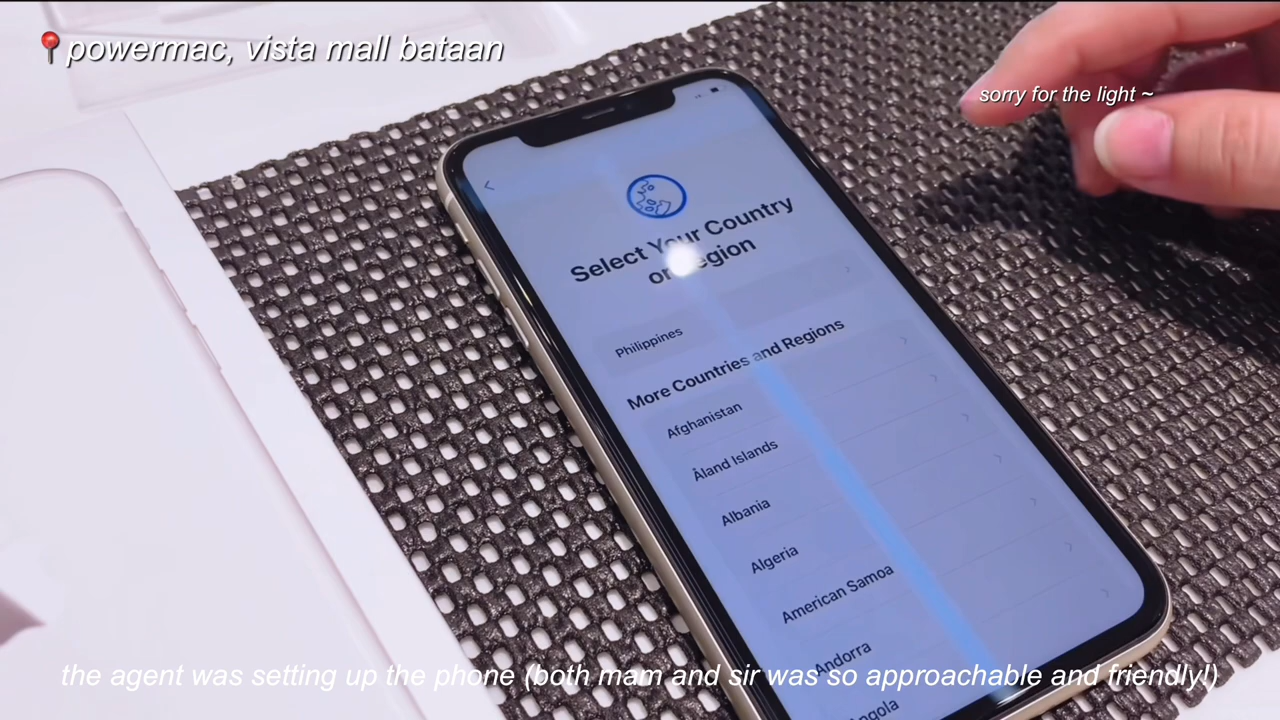 📍powermac, vista mall bataan
sorry for the light ~
Select Your Country
or Region
Philippines
More Countries and Regions
Afghanistan
Åland Islands
Albania
Algeria
American Samoa
Andorra
Angola
the agent was setting up the phone (both mam and sir was so approachable and friendly!)